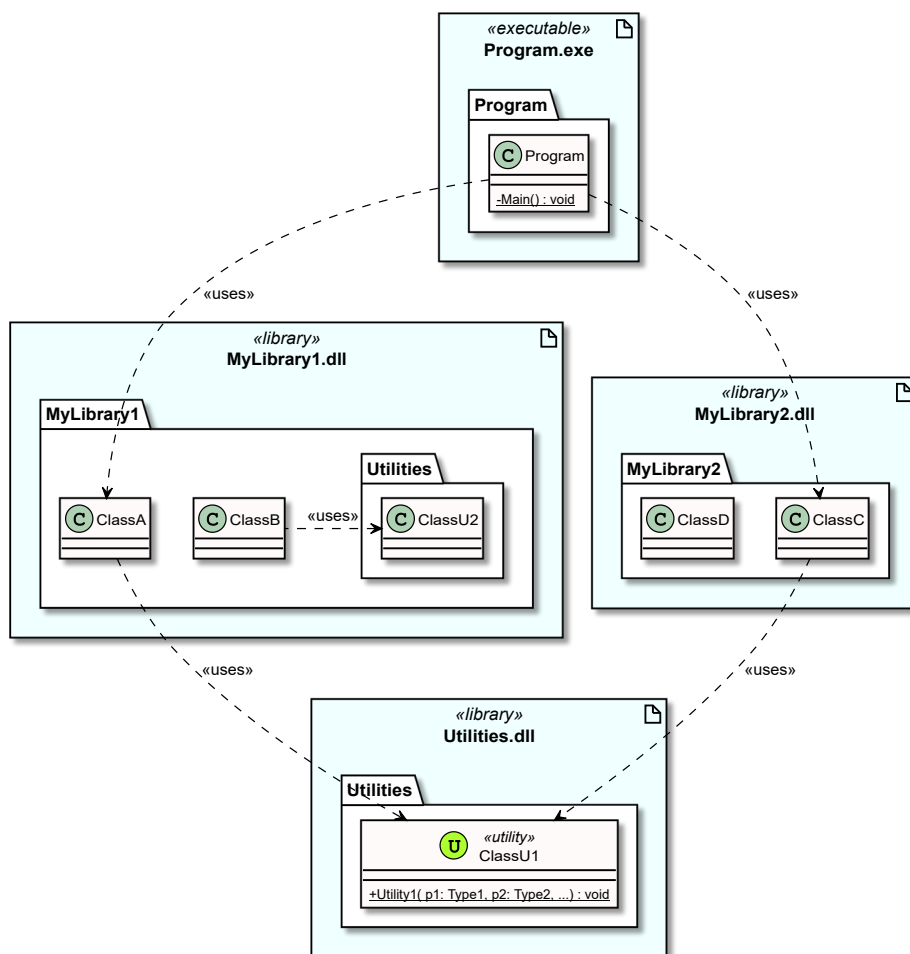 «executable»
Program.exe
Program
C Program
-Main() : void
«uses»
«uses»
«library»
MyLibrary1.dll
MyLibrary1
Utilities
C ClassA
C ClassB
«uses»
C ClassU2
«library»
MyLibrary2.dll
MyLibrary2
C ClassD
C ClassC
«uses»
«uses»
«library»
Utilities.dll
Utilities
U «utility»
ClassU1
+Utility1( p1: Type1, p2: Type2, ...) : void